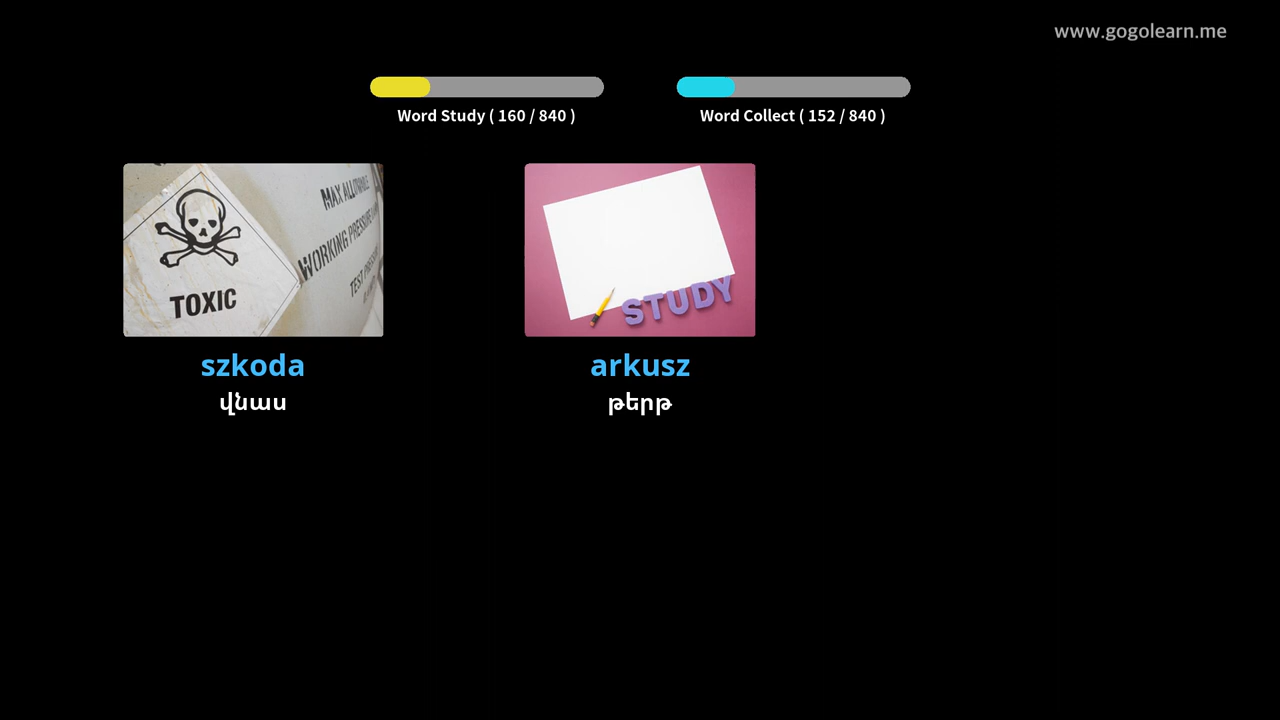 www.gogolearn.me
Word Study ( 160 / 840 )
Word Collect ( 152 / 840 )
TOXIC
MAX ALLOWABLE
WORKING PRESSURE
STUDY
szkoda
վնաս
arkusz
թերթ